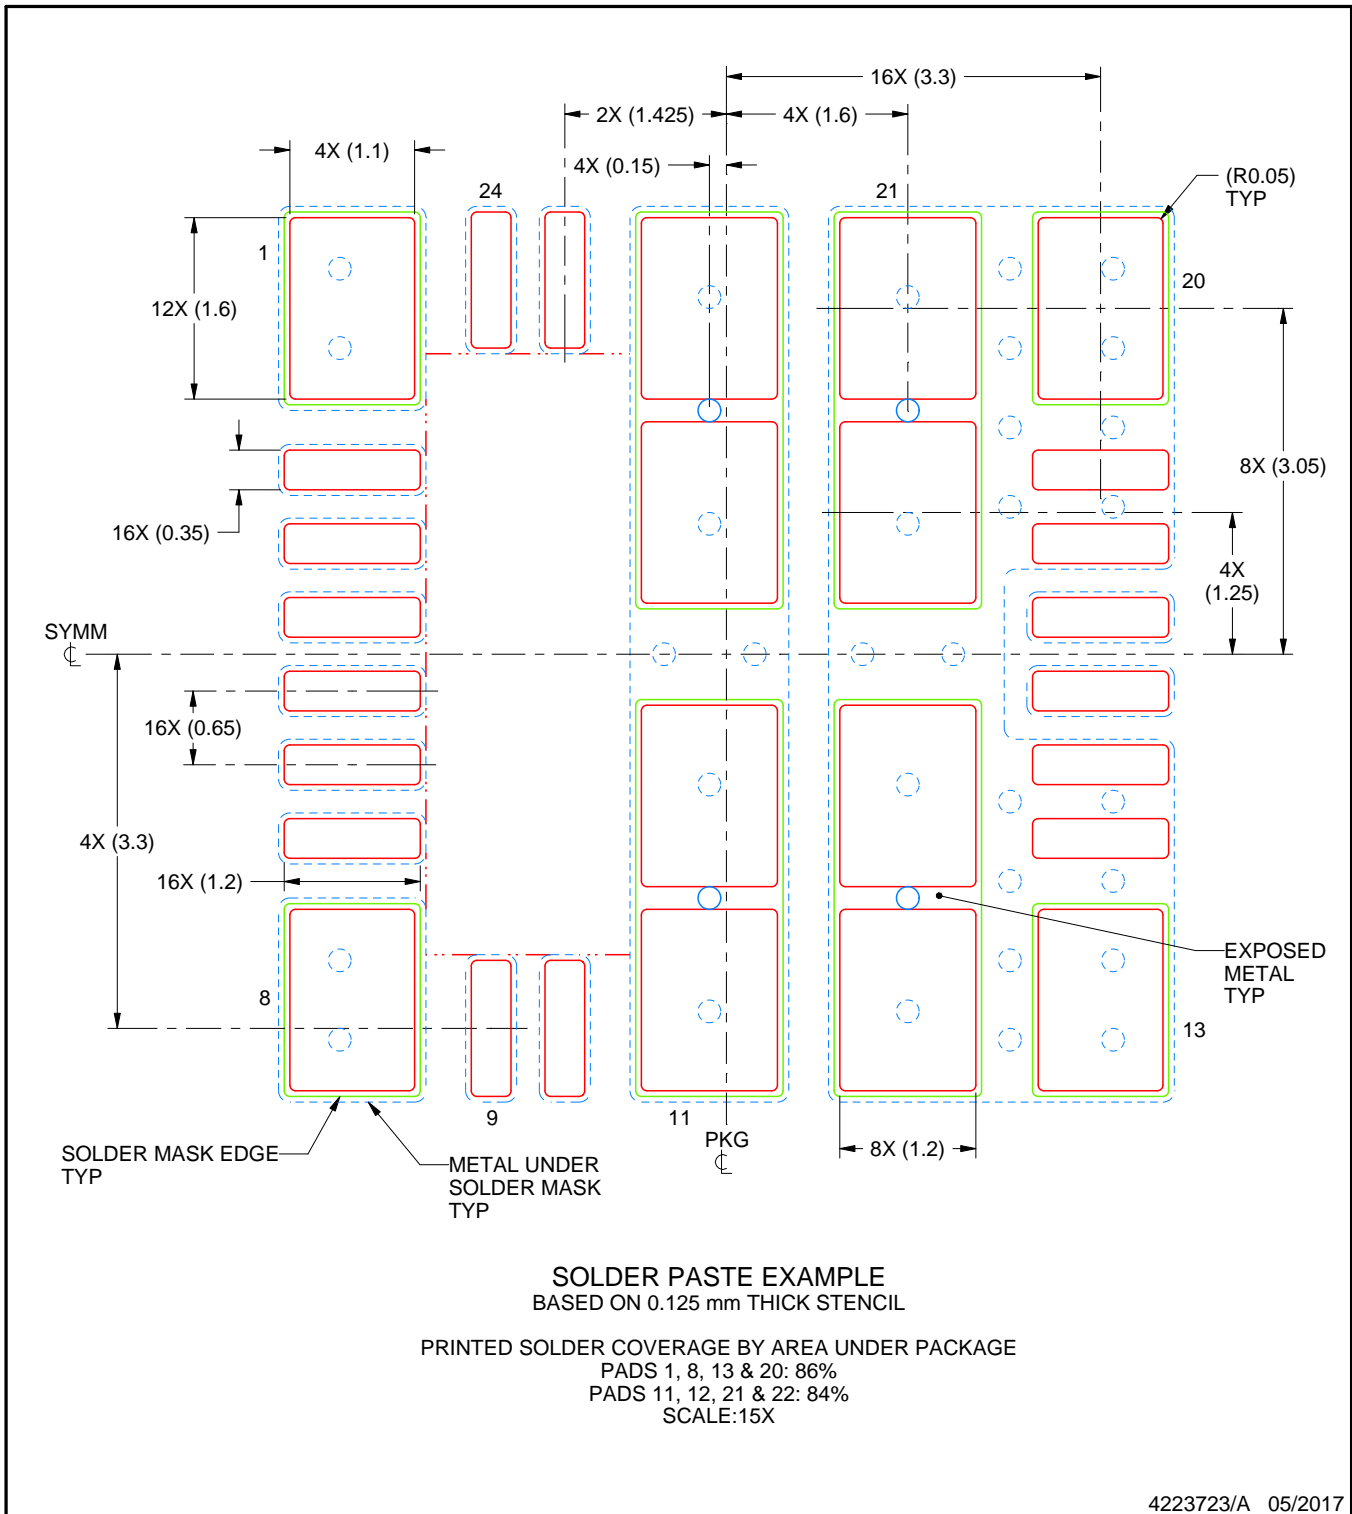 16X (3.3)
2X (1.425)
4X (1.6)
4X (1.1)
4X (0.15)
(R0.05)
TYP
24
21
1
20
12X (1.6)
8X (3.05)
16X (0.35)
4X
(1.25)
SYMM
16X (0.65)
4X (3.3)
16X (1.2)
EXPOSED
METAL
TYP
8
13
9
11
PKG
8X (1.2)
SOLDER MASK EDGE
TYP
METAL UNDER
SOLDER MASK
TYP
SOLDER PASTE EXAMPLE
BASED ON 0.125 mm THICK STENCIL
PRINTED SOLDER COVERAGE BY AREA UNDER PACKAGE
PADS 1, 8, 13 & 20: 86%
PADS 11, 12, 21 & 22: 84%
SCALE:15X
4223723/A 05/2017